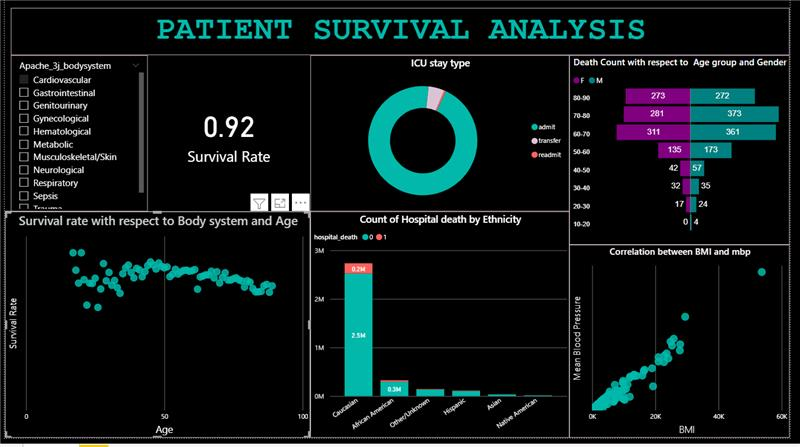 PATIENT SURVIVAL ANALYSIS
Apache_3j_bodysystem
Cardiovascular
Gastrointestinal
Genitourinary
Gynecological
Hematological
Metabolic
Musculoskeletal/Skin
Neurological
Respiratory
Sepsis
Trauma
0.92
Survival Rate
ICU stay type
admit
transfer
readmit
Death Count with respect to Age group and Gender
F M
80-90 273 272
70-80 281 373
60-70 311 361
50-60 135 173
40-50 42 57
30-40 32 35
20-30 17 24
10-20 0 4
Survival rate with respect to Body system and Age
Survival Rate
0 50 100
Age
Count of Hospital death by Ethnicity
hospital_death 0 1
3M
2M
1M
0M
0.2M
2.5M
0.3M
Caucasian
African American
Other/Unknown
Hispanic
Asian
Native American
Correlation between BMI and mbp
Mean Blood Pressure
0K 20K 40K 60K
BMI